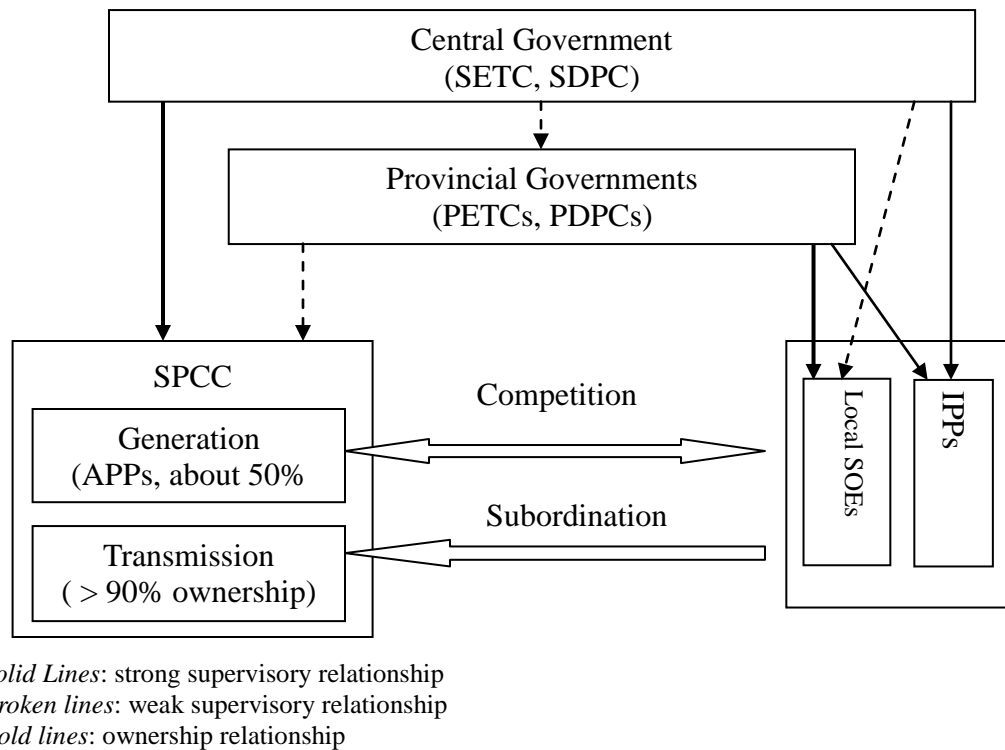 Central Government
(SETC, SDPC)
Provincial Governments
(PETCs, PDPCs)
SPCC
Generation
(APPs, about 50%
Transmission
( > 90% ownership)
Competition
Subordination
Local SOEs
IPPs
olid Lines: strong supervisory relationship
roken lines: weak supervisory relationship
old lines: ownership relationship